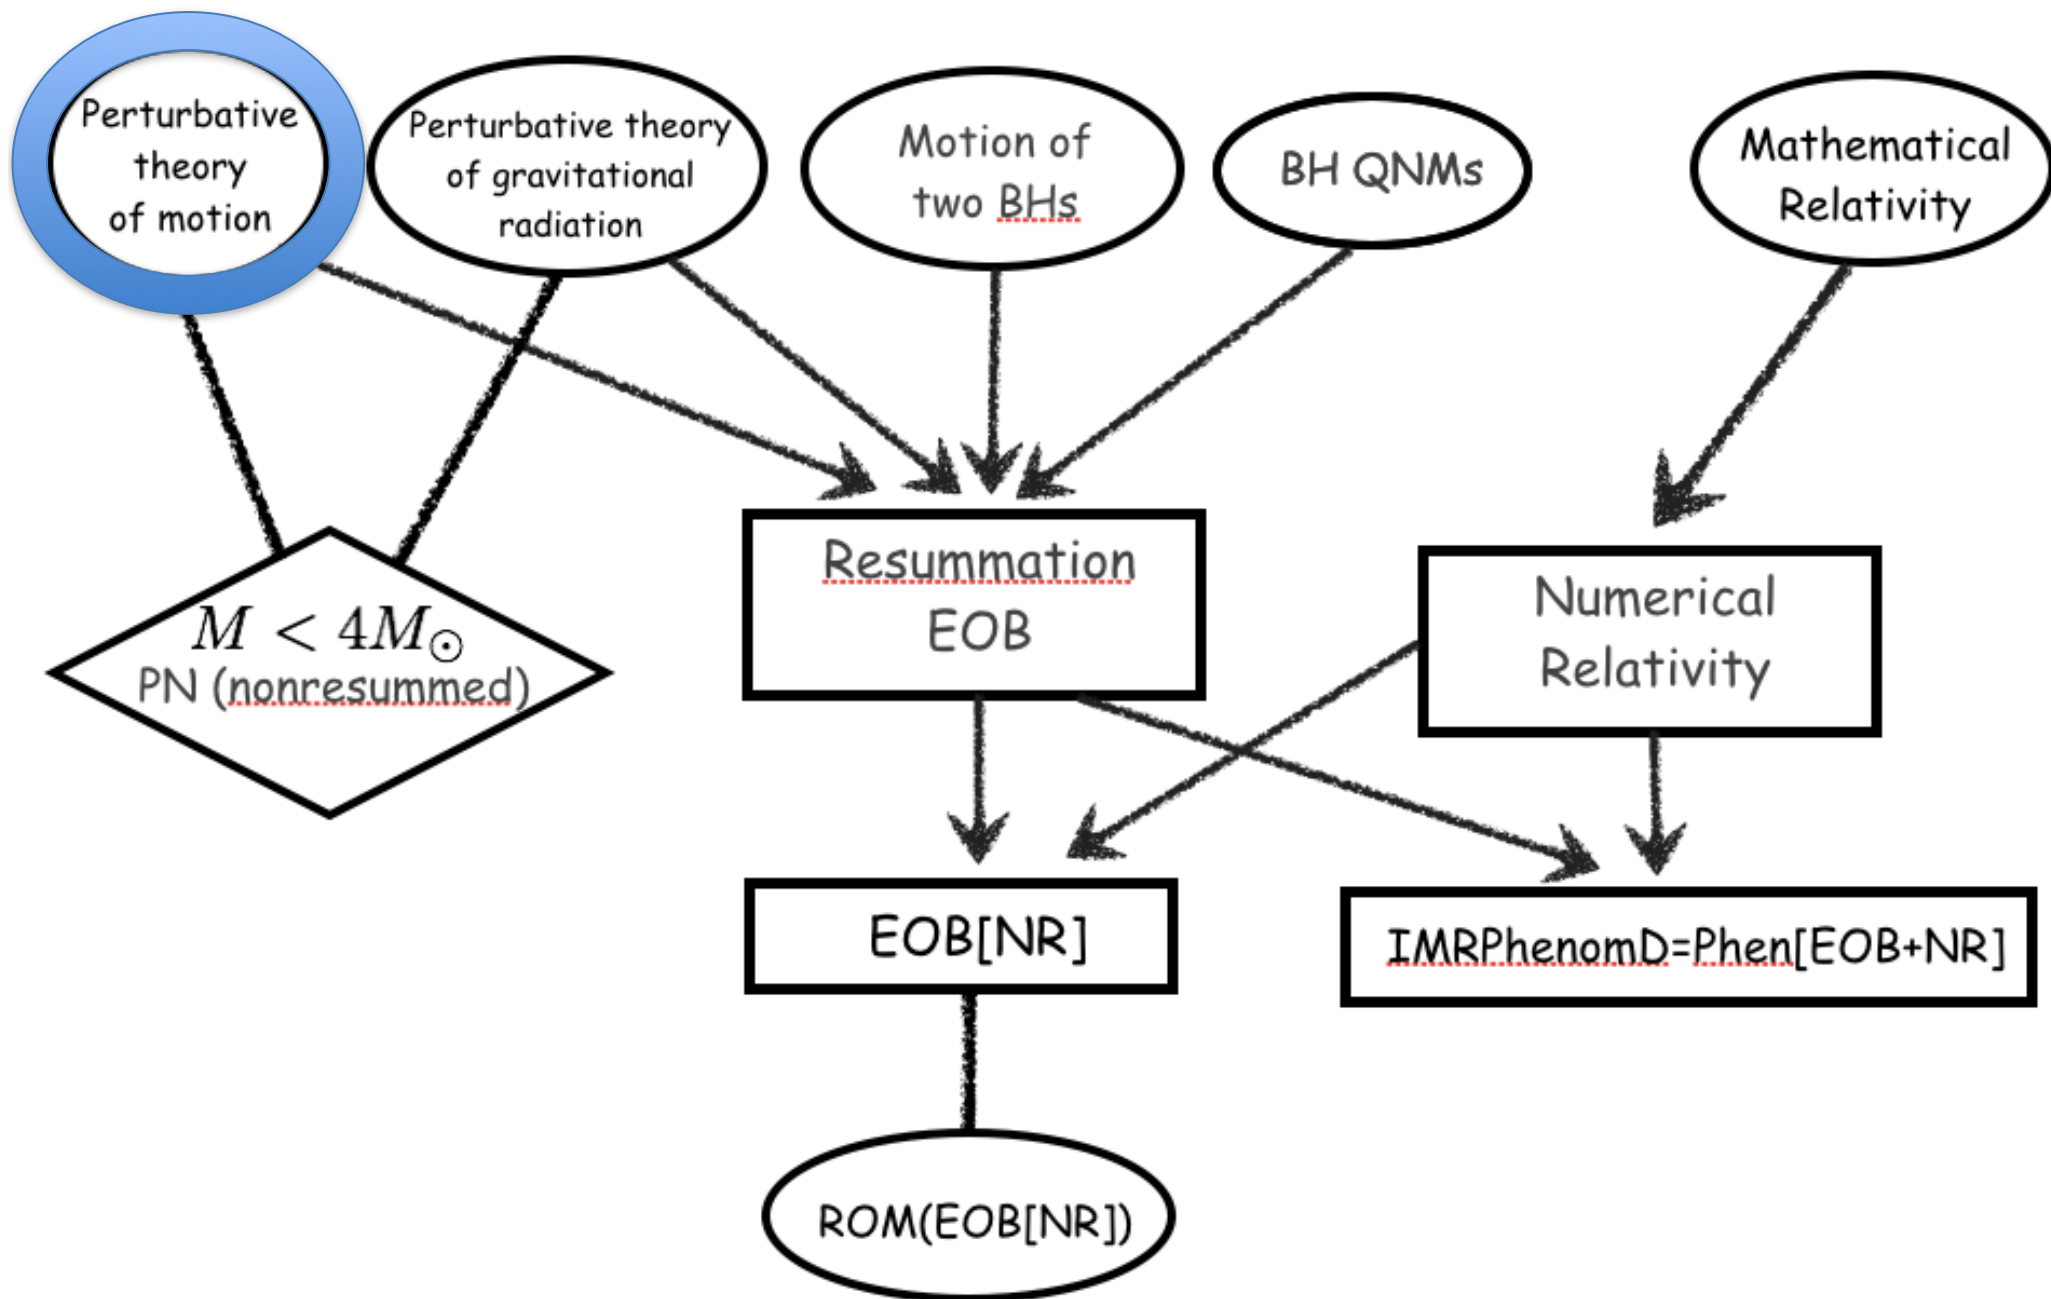 Perturbative
theory
of motion
Perturbative theory
of gravitational
radiation
Motion of
two BHs
BH QNMs
Mathematical
Relativity
M < 4M☉
PN (nonresummed)
Resummation
EOB
Numerical
Relativity
EOB[NR]
IMRPhenomD=Phen[EOB+NR]
ROM(EOB[NR])